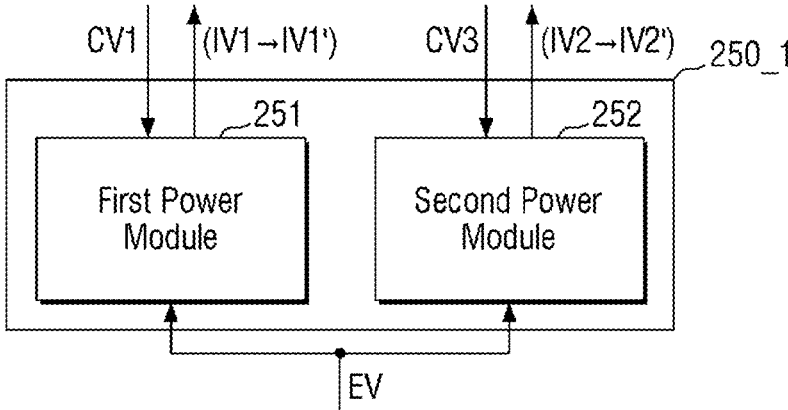 CV1
(IV1→IV1')
CV3
(IV2→IV2')
250_1
251
252
First Power
Module
Second Power
Module
EV